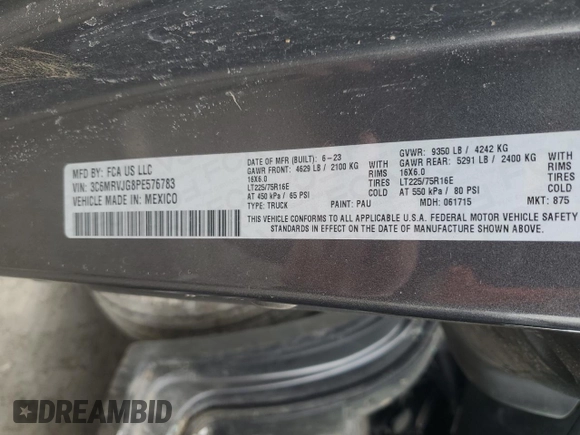 MFD BY: FCA US LLC
VIN: 3C6MRVJG8PE576783
VEHICLE MADE IN: MEXICO
DATE OF MFR (BUILT): 6-23
GAWR FRONT: 4629 LB / 2100 KG
16X6.0 RIMS
LT225/75R16E TIRES
AT 450 kPa / 65 PSI COLD
TYPE: TRUCK PAINT: PAU
GVWR: 9350 LB / 4242 KG
GAWR REAR: 5291 LB / 2400 KG
16X6.0 RIMS
LT225/75R16E TIRES
AT 550 kPa / 80 PSI COLD
MDH: 061715 MKT: 875
THIS VEHICLE CONFORMS TO ALL APPLICABLE U.S.A. FEDERAL MOTOR VEHICLE SAFETY
STANDARDS IN EFFECT ON THE DATE OF MANUFACTURE SHOWN ABOVE.
DREAMBID